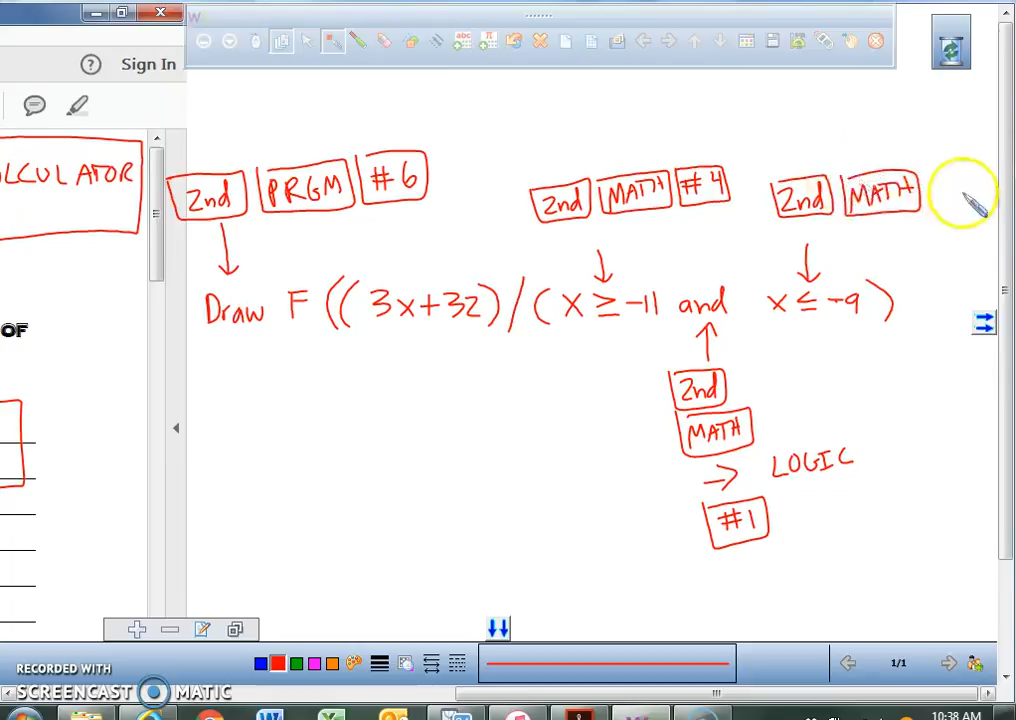 Sign In
LCULATOR
2nd PRGM #6
2nd MATH #4
2nd MATH
Draw F((3x+32)/(X≥-11 and x≤-9)
OF
2nd
MATH
→ LOGIC
#1
1/1
RECORDED WITH
SCREENCAST MATIC
10:38 AM